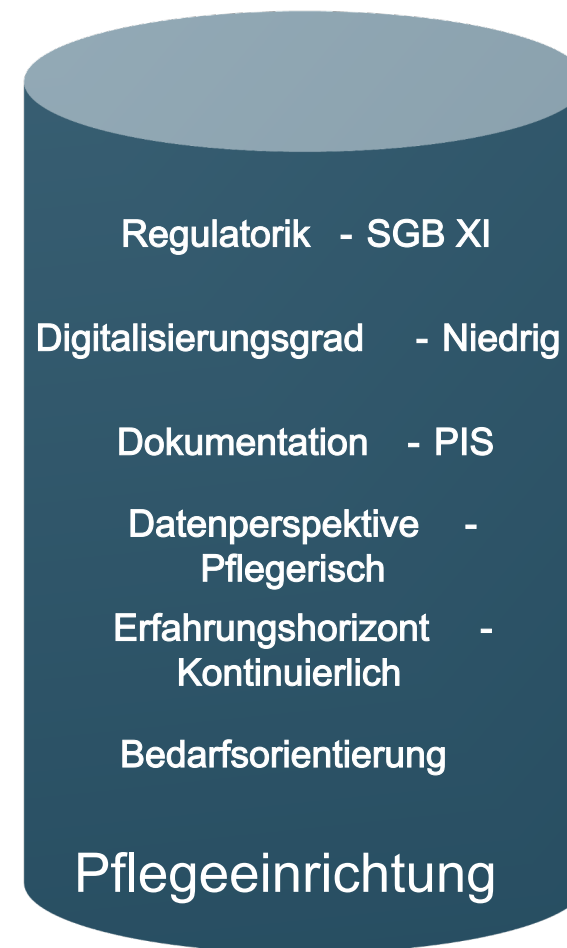 Regulatorik - SGB XI
Digitalisierungsgrad - Niedrig
Dokumentation - PIS
Datenperspektive -
Pflegerisch
Erfahrungshorizont -
Kontinuierlich
Bedarfsorientierung
Pflegeeinrichtung